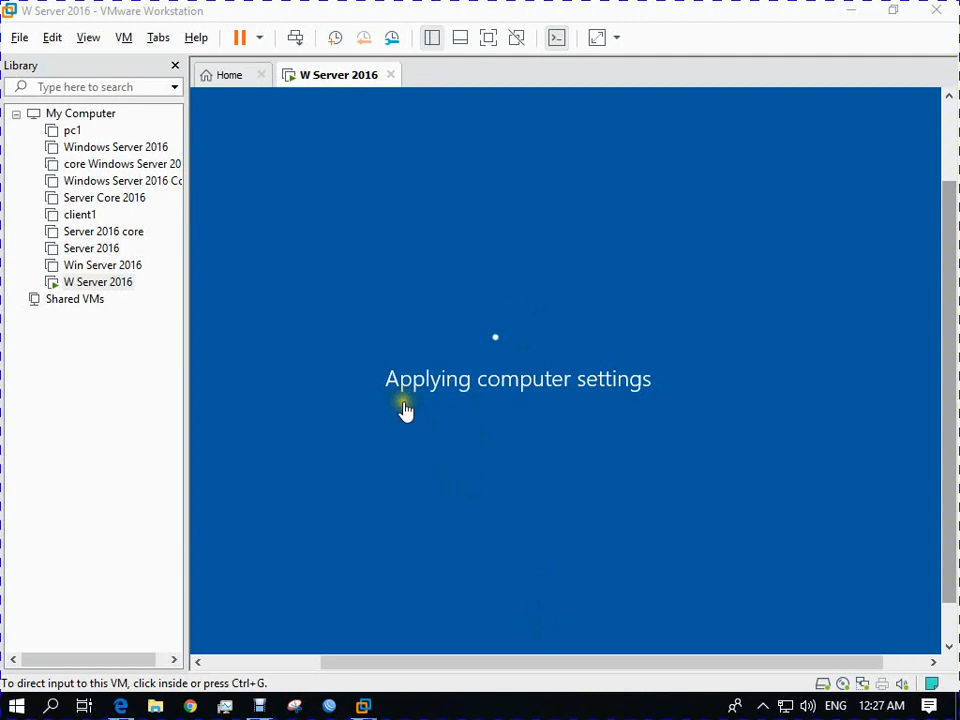 W Server 2016 - VMware Workstation
File Edit View VM Tabs Help
Library
Type here to search
Home
W Server 2016
My Computer
pc1
Windows Server 2016
core Windows Server 20
Windows Server 2016 Co
Server Core 2016
client1
Server 2016 core
Server 2016
Win Server 2016
W Server 2016
Shared VMs
Applying computer settings
To direct input to this VM, click inside or press Ctrl+G.
ENG 12:27 AM